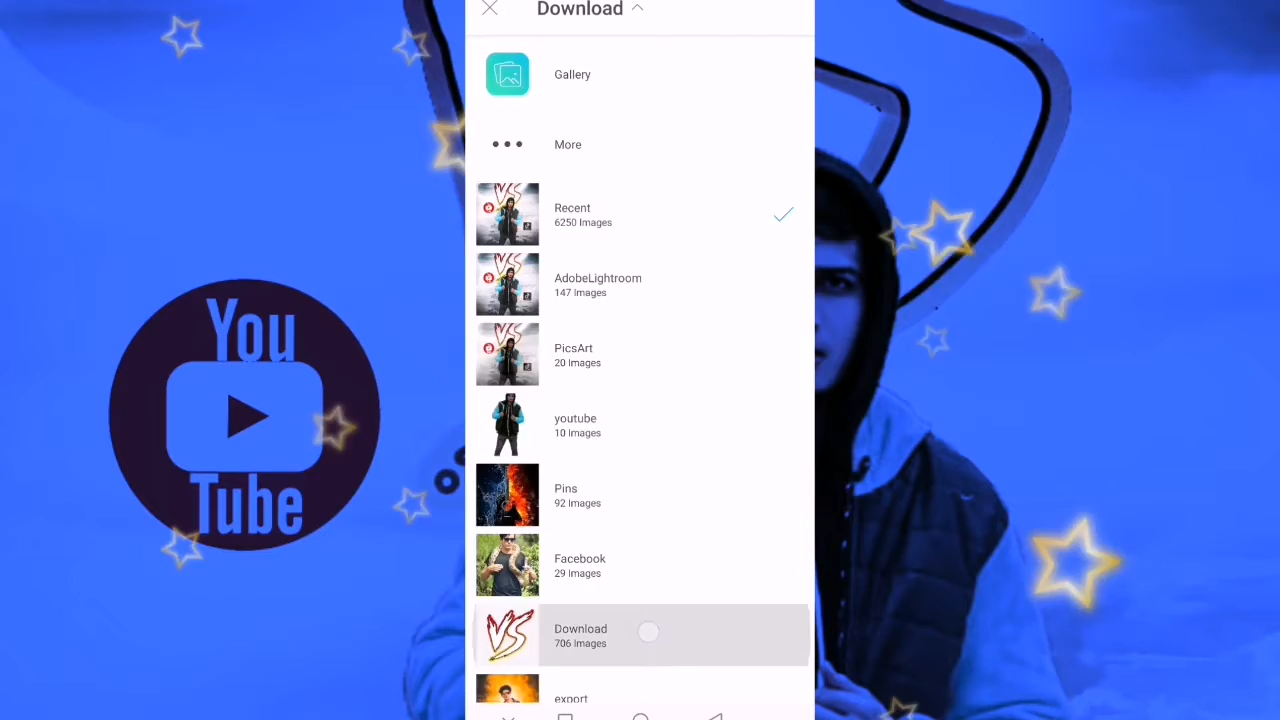 Download
Gallery
More
Recent
6250 Images
AdobeLightroom
147 Images
PicsArt
20 Images
youtube
10 Images
Pins
92 Images
Facebook
29 Images
Download
706 Images
export
You
Tube
VS